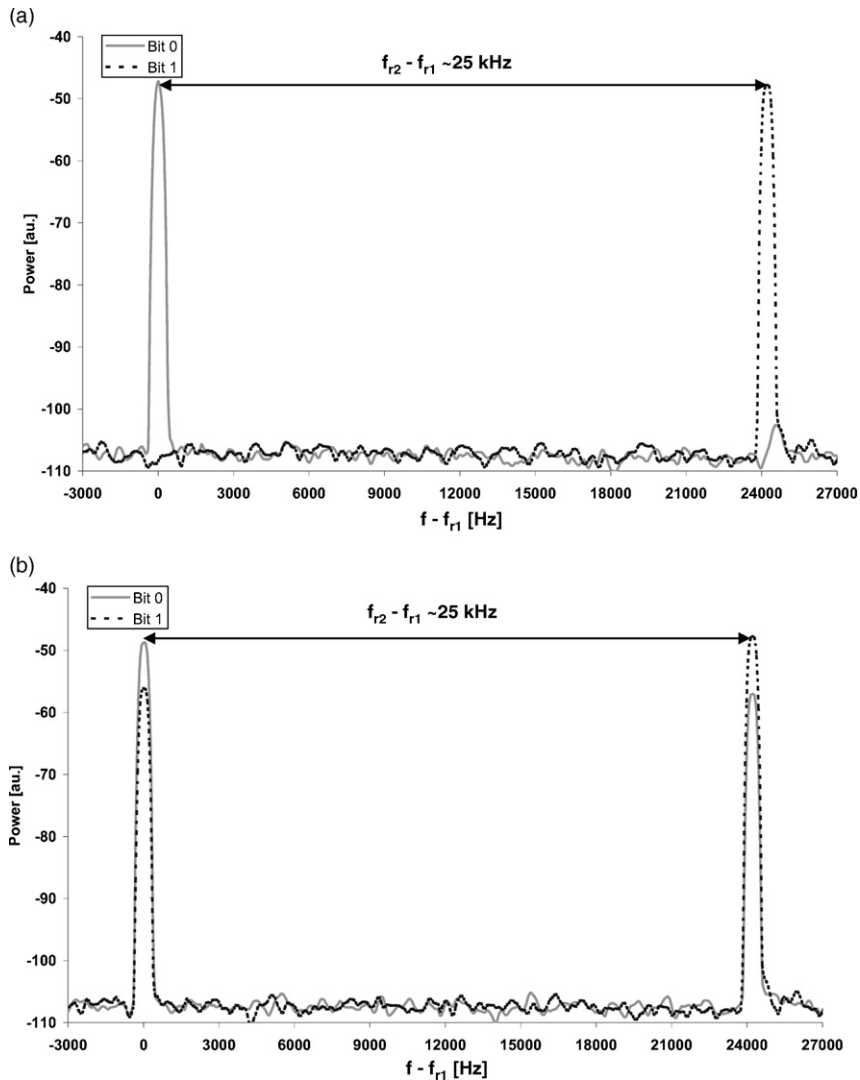 (a)
-40
-50
-60
-70
-80
-90
-100
-110
Power [au.]
Bit 0
Bit 1
f_r2 - f_r1 ~25 kHz
-3000 0 3000 6000 9000 12000 15000 18000 21000 24000 27000
f - f_r1 [Hz]
(b)
-40
-50
-60
-70
-80
-90
-100
-110
Power [au.]
Bit 0
Bit 1
f_r2 - f_r1 ~25 kHz
-3000 0 3000 6000 9000 12000 15000 18000 21000 24000 27000
f - f_r1 [Hz]